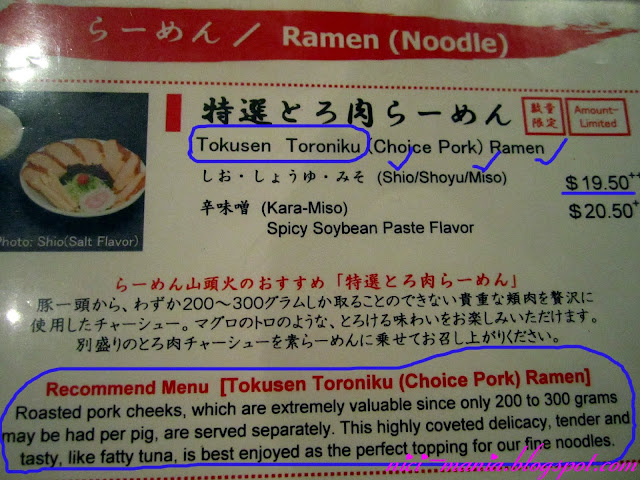 らーめん / Ramen (Noodle)
特選とろ肉らーめん 数量限定 Amount-Limited
Tokusen Toroniku (Choice Pork) Ramen
しお・しょうゆ・みそ (Shio/Shoyu/Miso) $19.50++
辛味噌 (Kara-Miso) $20.50+
Spicy Soybean Paste Flavor
Photo: Shio(Salt Flavor)
らーめん山頭火のおすすめ「特選とろ肉らーめん」
豚一頭から、わずか200〜300グラムしか取ることのできない貴重な頬肉を贅沢に
使用したチャーシュー。マグロのトロのような、とろける味わいをお楽しみいただけます。
別盛りのとろ肉チャーシューを素らーめんに乗せてお召し上がりください。
Recommend Menu [Tokusen Toroniku (Choice Pork) Ramen]
Roasted pork cheeks, which are extremely valuable since only 200 to 300 grams
may be had per pig, are served separately. This highly coveted delicacy, tender and
tasty, like fatty tuna, is best enjoyed as the perfect topping for our fine noodles.
nici-mania.blogspot.com